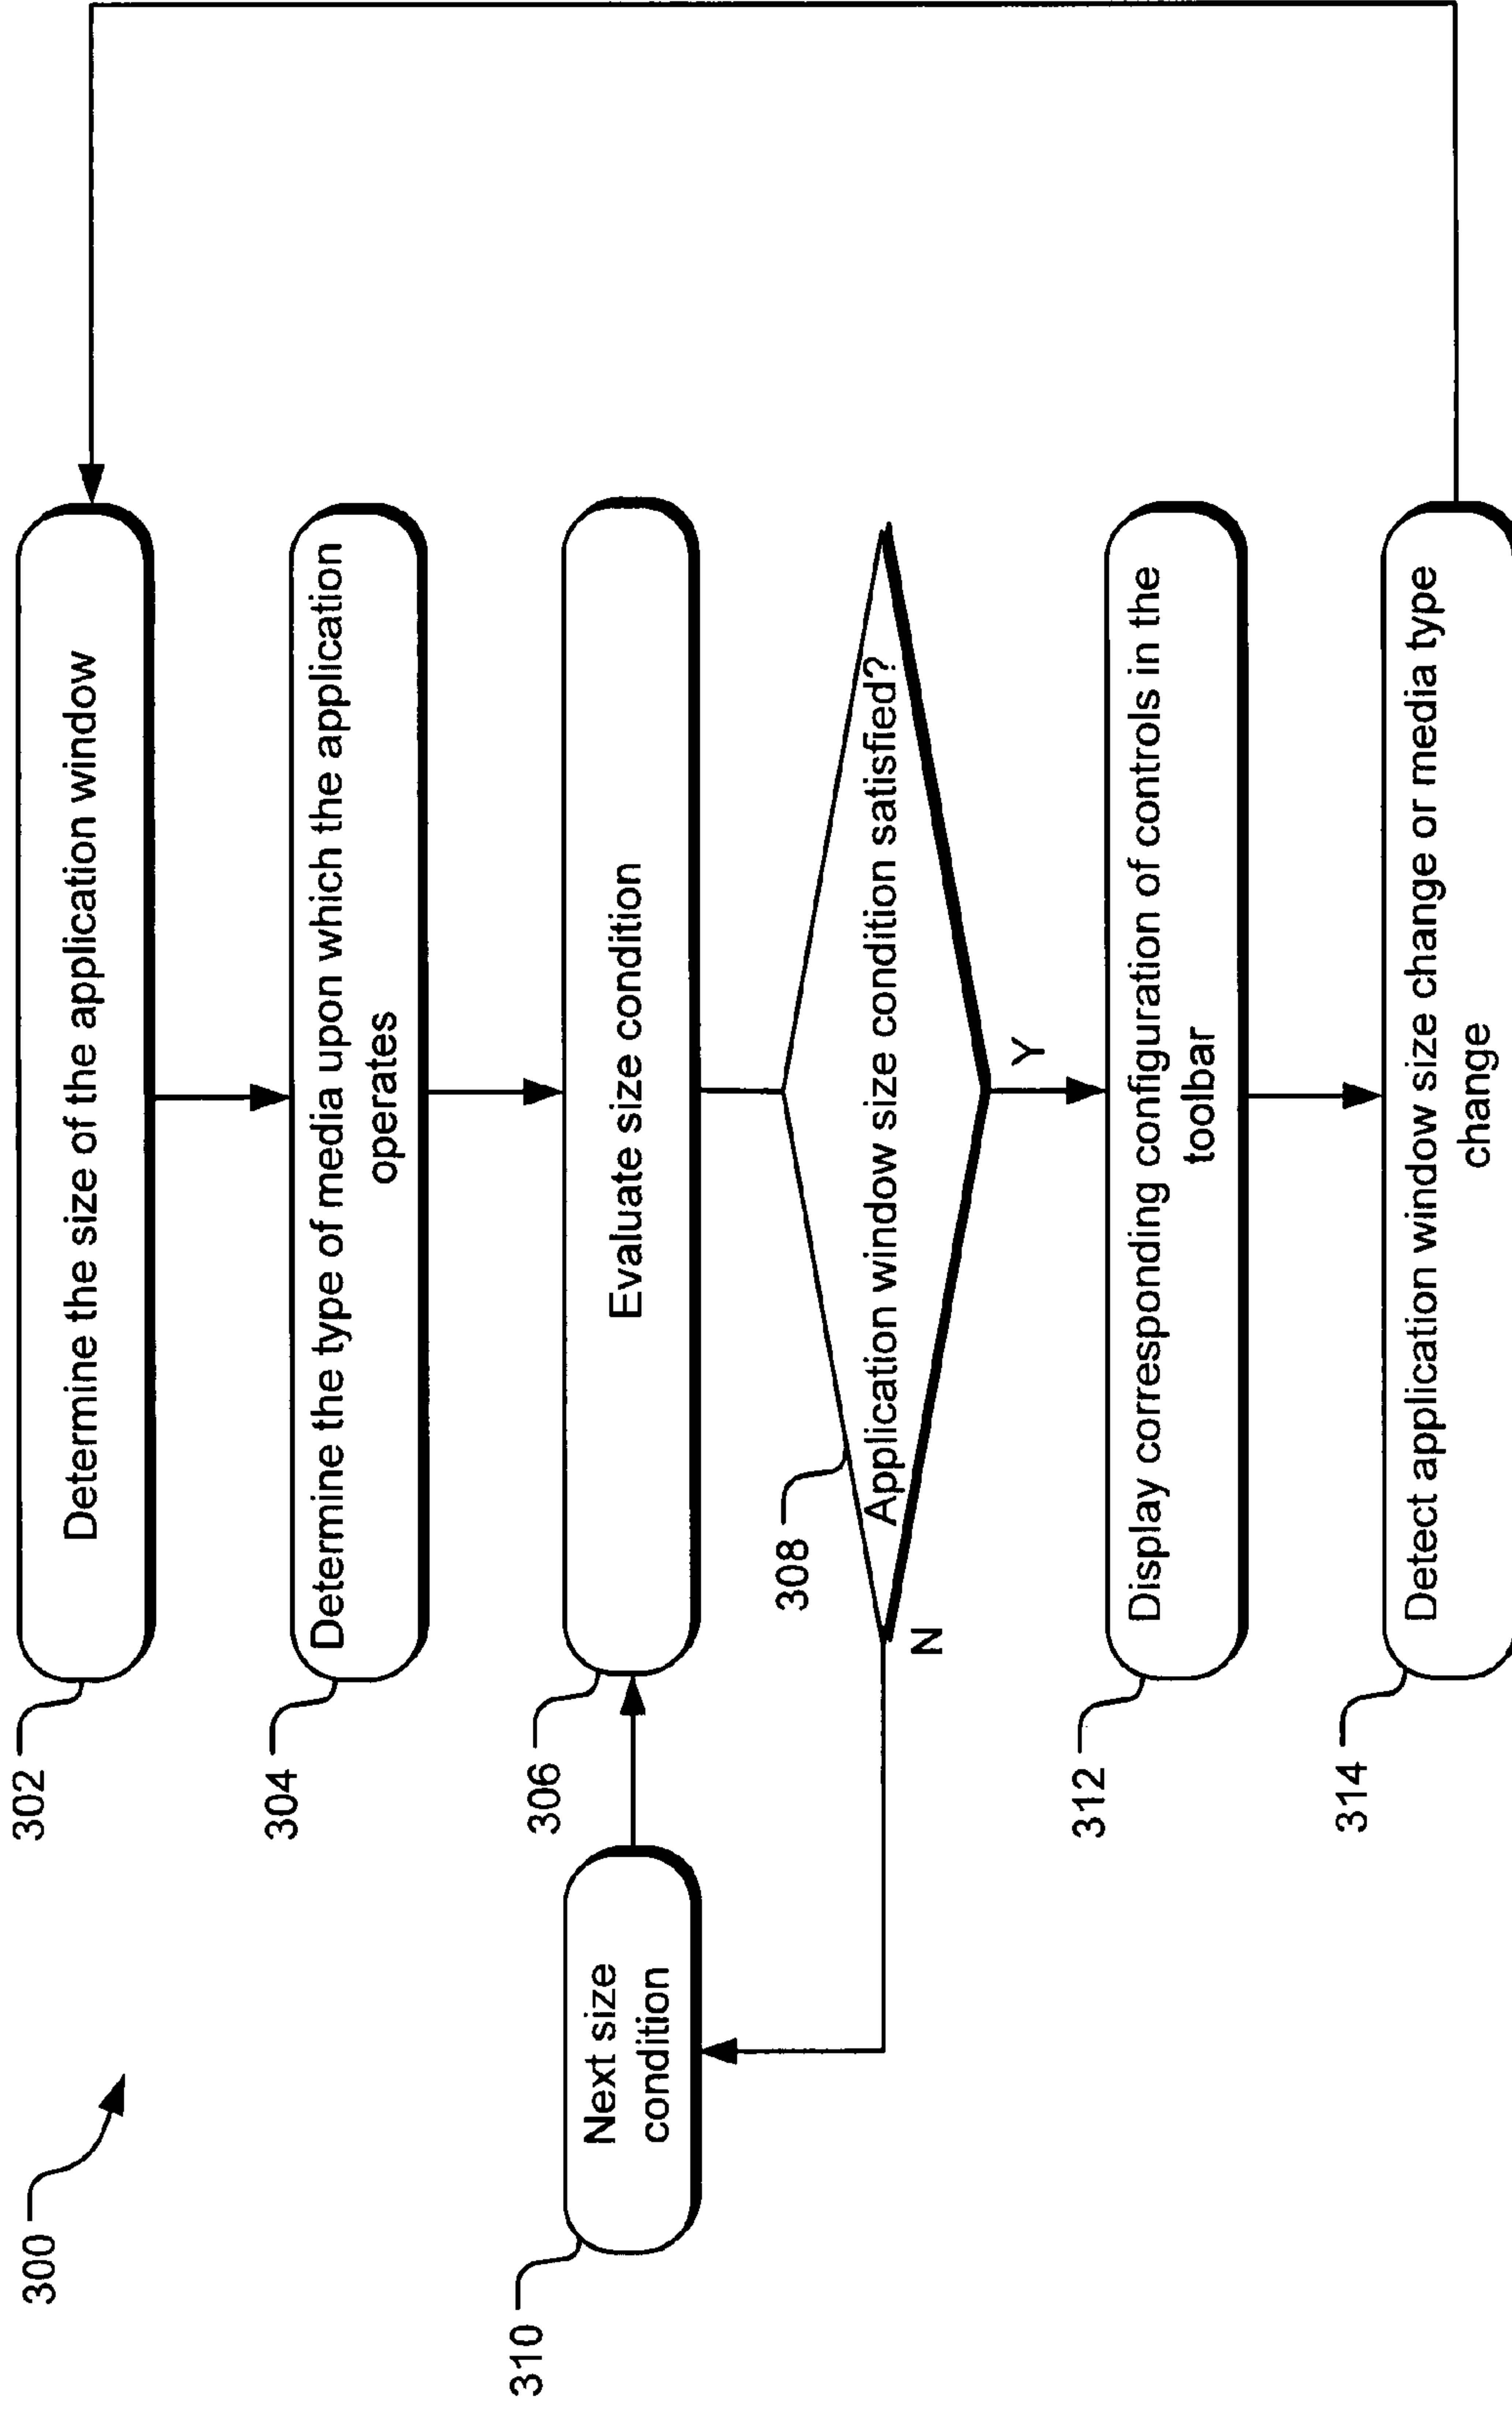 300
302
Determine the size of the application window
304
Determine the type of media upon which the application
operates
310
Next size
condition
306
Evaluate size condition
308
Application window size condition satisfied?
N
Y
312
Display corresponding configuration of controls in the
toolbar
314
Detect application window size change or media type
change